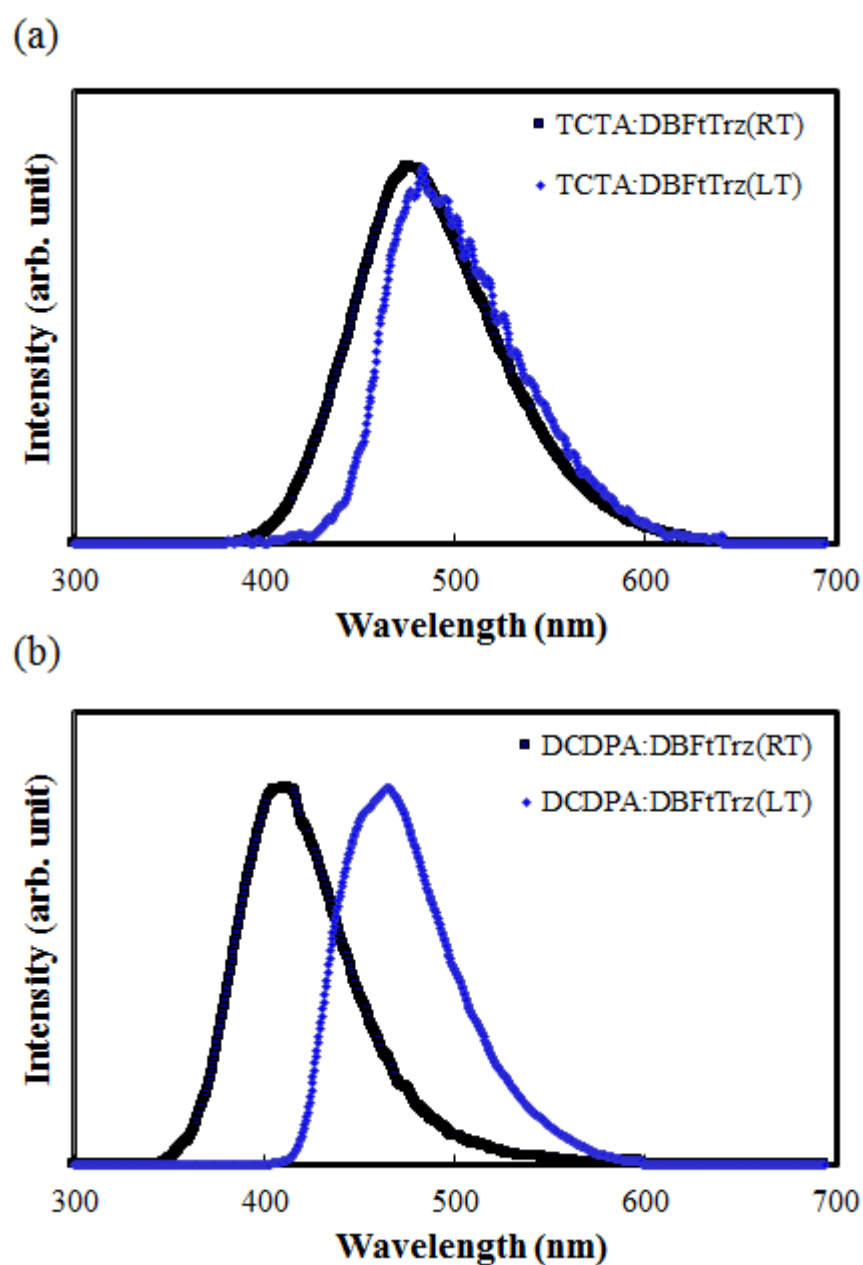 (a)
TCTA:DBFtTrz(RT)
TCTA:DBFtTrz(LT)
Intensity (arb. unit)
300 400 500 600 700
Wavelength (nm)
(b)
DCDPA:DBFtTrz(RT)
DCDPA:DBFtTrz(LT)
Intensity (arb. unit)
300 400 500 600 700
Wavelength (nm)